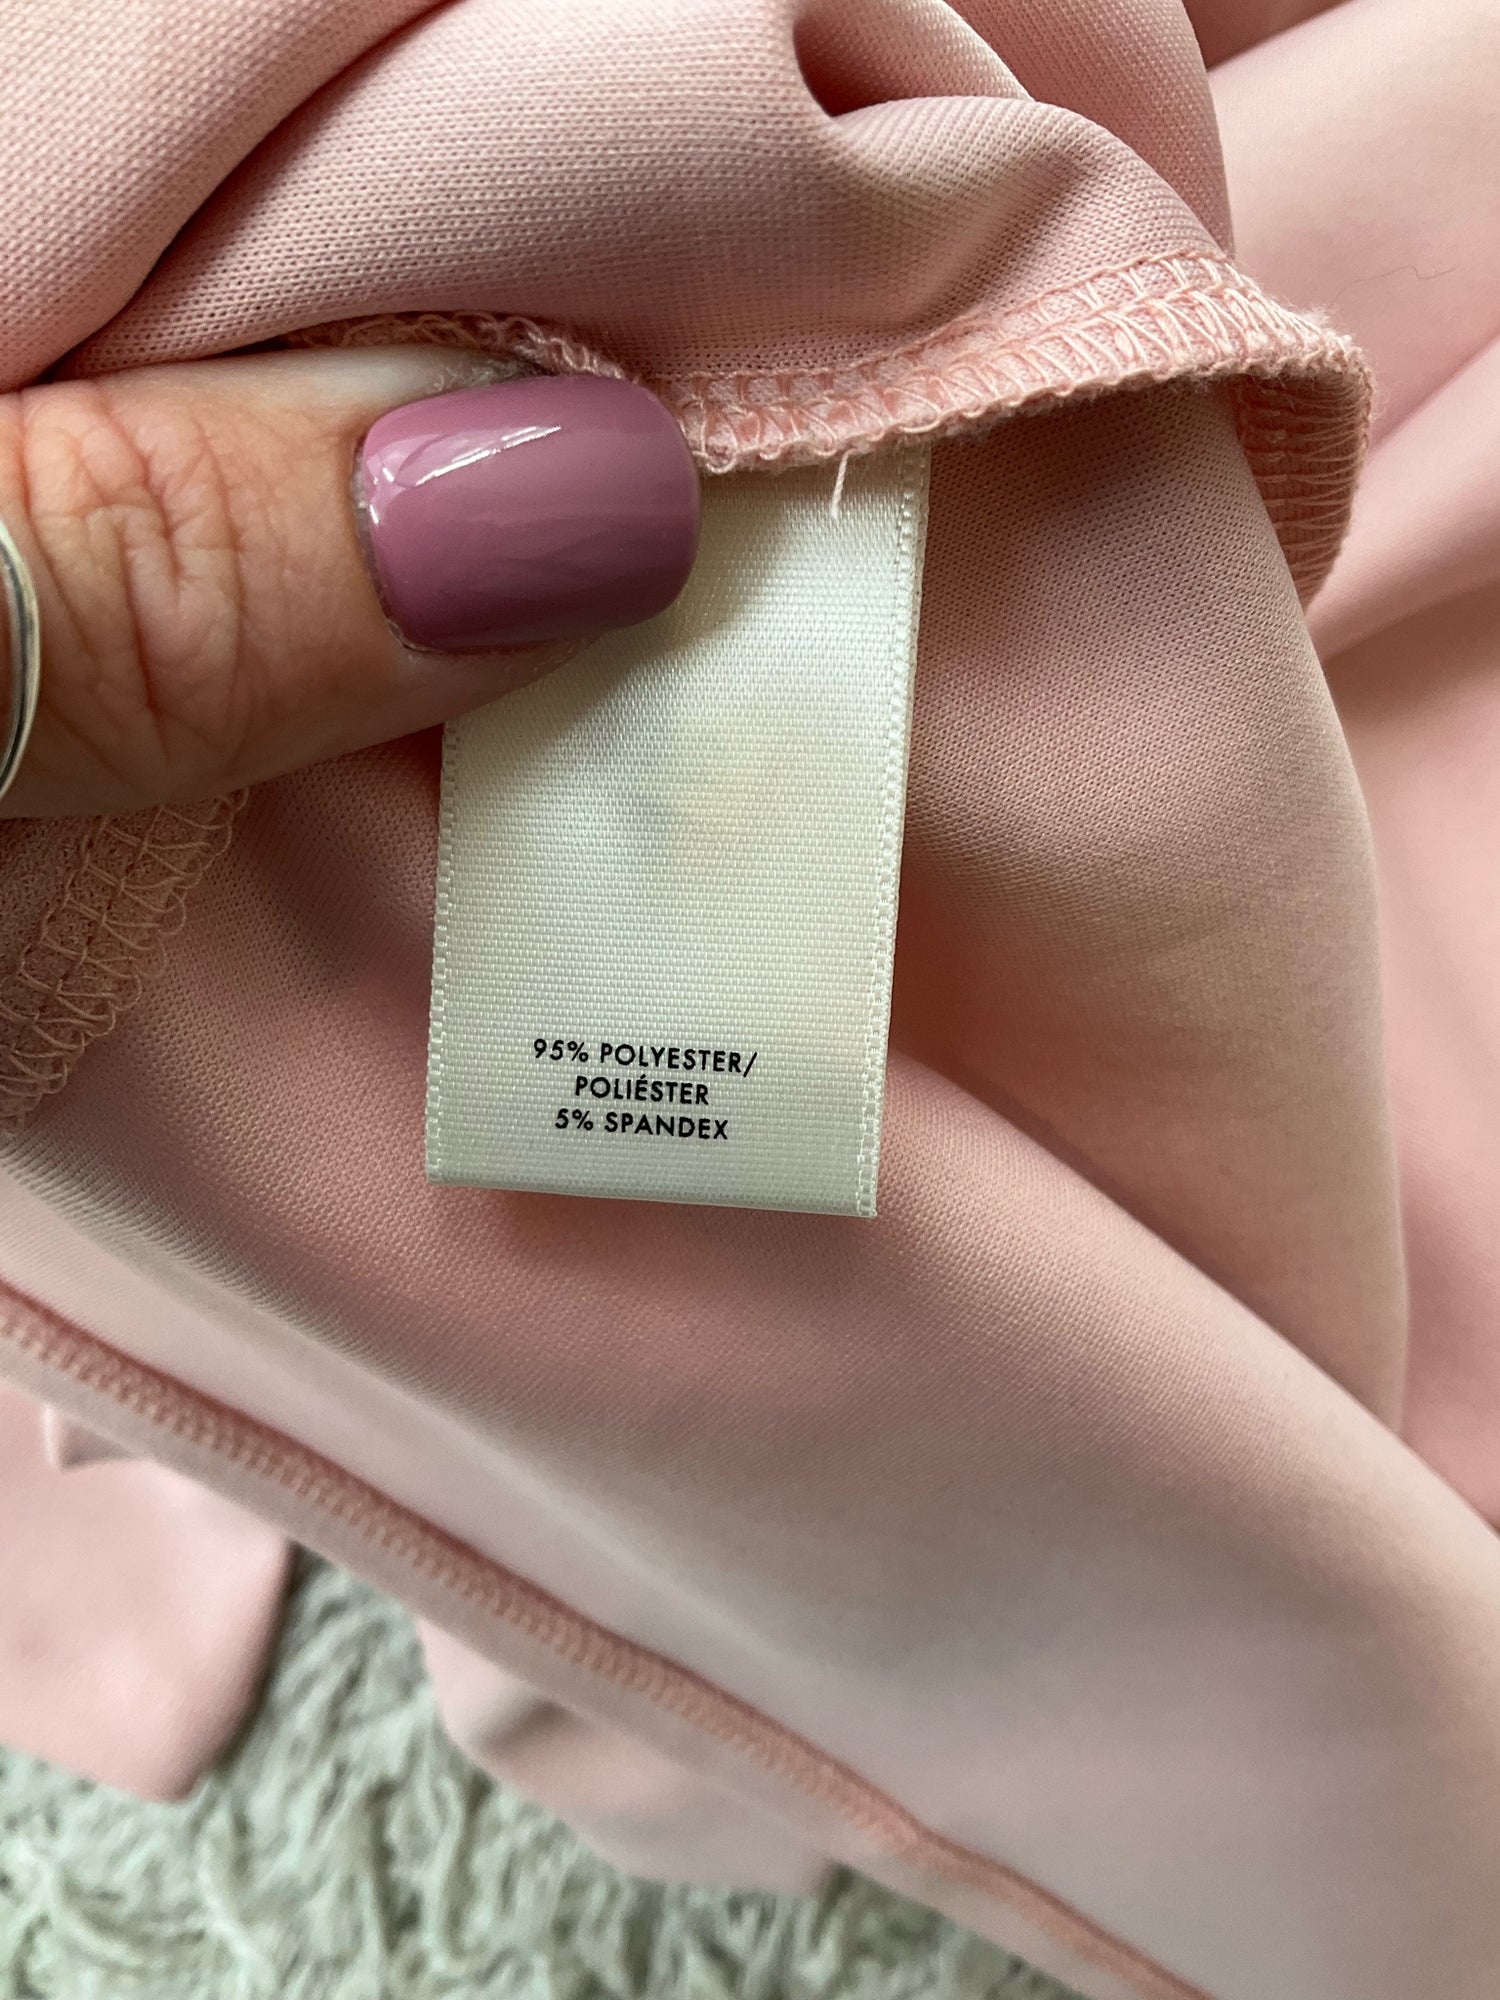 95% POLYESTER/
POLIÉSTER
5% SPANDEX